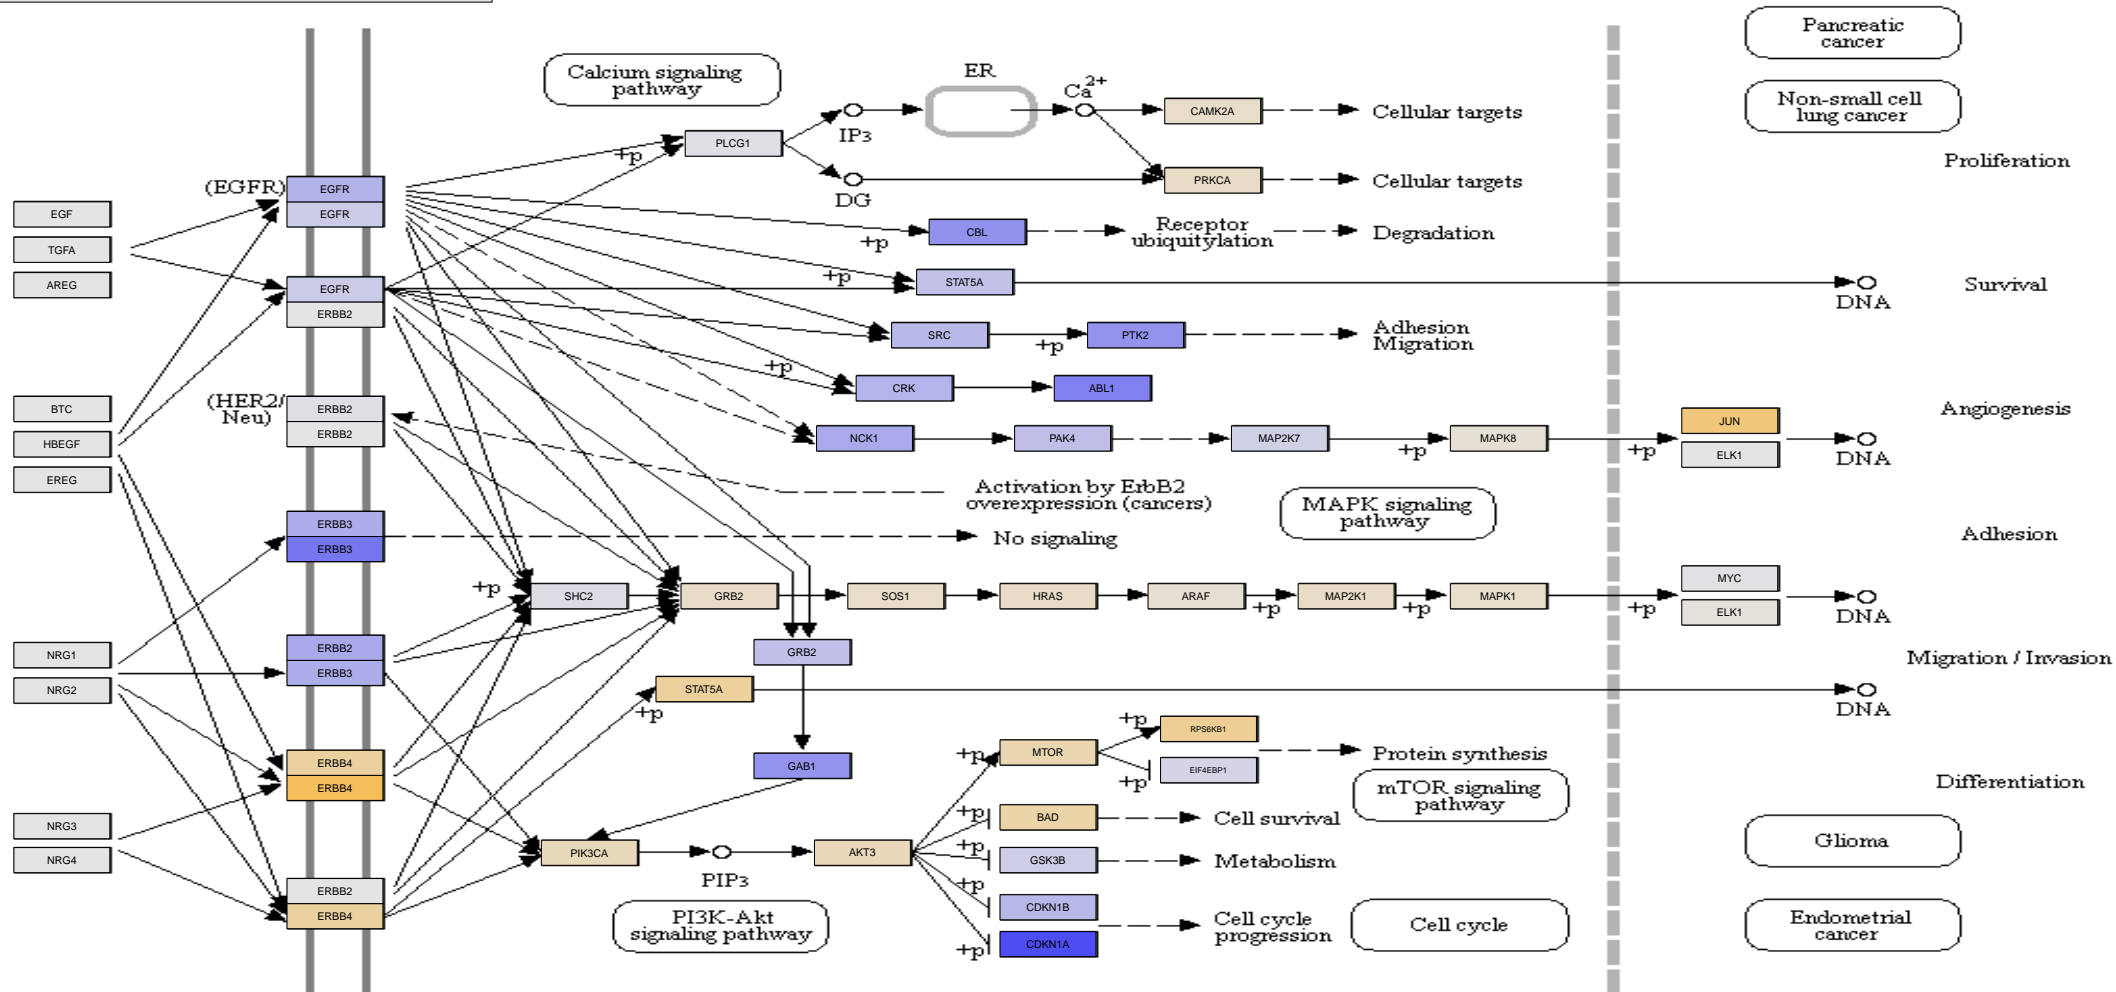 Pancreatic
cancer
Calcium signaling
pathway
ER
Ca2+
Non-small cell
lung cancer
CAMK2A
Cellular targets
IP3
PLCG1
+p
Proliferation
(EGFR)
EGFR
EGFR
DG
PRKCA
Cellular targets
EGF
TGFA
AREG
CBL
+p
Receptor
ubiquitylation
Degradation
EGFR
ERBB2
+p
STAT5A
DNA
Survival
SRC
+p
PTK2
Adhesion
Migration
+p
CRK
ABL1
BTC
HBEGF
EREG
(HER2/
Neu)
ERBB2
ERBB2
NCK1
PAK4
MAP2K7
+p
MAPK8
+p
JUN
ELK1
DNA
Angiogenesis
Activation by ErbB2
overexpression (cancers)
MAPK signaling
pathway
ERBB3
ERBB3
No signaling
Adhesion
+p
SHC2
GRB2
SOS1
HRAS
ARAF
+p
MAP2K1
+p
MAPK1
+p
MYC
ELK1
DNA
NRG1
NRG2
ERBB2
ERBB3
GRB2
Migration / Invasion
STAT5A
+p
DNA
ERBB4
ERBB4
GAB1
+p
MTOR
+p
RPS6KB1
+p
EIF4EBP1
Protein synthesis
mTOR signaling
pathway
Differentiation
NRG3
NRG4
PIK3CA
PIP3
AKT3
+p
BAD
Cell survival
+p
GSK3B
Metabolism
Glioma
ERBB2
ERBB4
PI3K-Akt
signaling pathway
+p
CDKN1B
+p
CDKN1A
Cell cycle
progression
Cell cycle
Endometrial
cancer